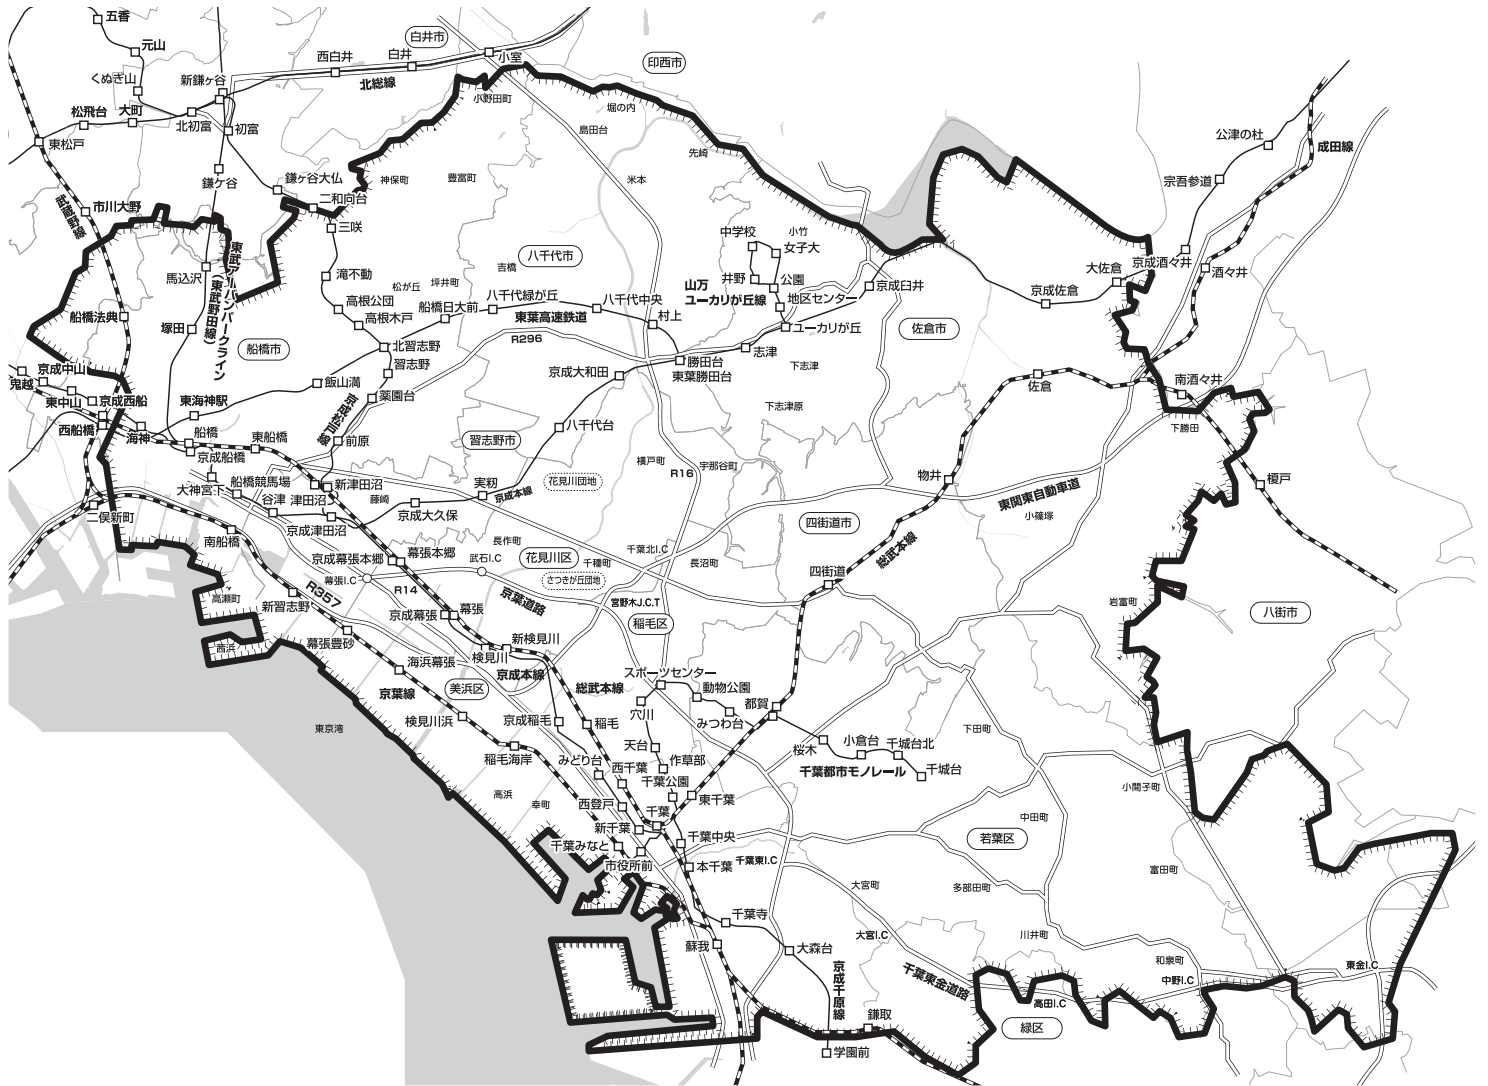 五香
元山
くぬぎ山
新鎌ヶ谷
西白井
白井
白井市
小室
北総線
印西市
松飛台
大町
北初富
初富
東松戸
小野田町
堀の内
島田台
先崎
公津の杜
成田線
宗吾参道
鎌ケ谷
鎌ヶ谷大仏
二和向台
三咲
神保町
豊富町
米本
武蔵野線
市川大野
東武アーバンパークライン
(東武野田線)
馬込沢
滝不動
八千代市
吉橋
中学校
小竹
女子大
井野
公園
山万
ユーカリが丘線
地区センター
京成臼井
大佐倉
京成酒々井
酒々井
京成佐倉
船橋法典
塚田
高根公団
高根木戸
松が丘
坪井町
船橋日大前
八千代緑が丘
東葉高速鉄道
八千代中央
村上
ユーカリが丘
佐倉市
船橋市
北習志野
R296
習志野
勝田台
東葉勝田台
志津
下志津
京成大和田
京成中山
鬼越
東中山
京成西船
西船橋
東海神駅
飯山満
薬園台
京成松戸線
海神
船橋
京成船橋
東船橋
前原
八千代台
下志津原
佐倉
南酒々井
下勝田
習志野市
横戸町
R16
宇那谷町
物井
榎戸
大神宮下
船橋競馬場
谷津
津田沼
新津田沼
藤崎
実籾
花見川団地
京成本線
東関東自動車道
小篠塚
二俣新町
南船橋
京成津田沼
京成大久保
四街道市
長作町
京成幕張本郷
幕張本郷
武石I.C
花見川区
千種町
千葉北I.C
長沼町
総武本線
幕張I.C
さつきが丘団地
四街道
高瀬町
新習志野
R357
R14
京葉道路
宮野木J.C.T
岩富町
八街市
京成幕張
幕張
稲毛区
西浜
幕張豊砂
新検見川
検見川
京成本線
海浜幕張
スポーツセンター
動物公園
美浜区
総武本線
京葉線
穴川
みつわ台
都賀
東京湾
検見川浜
京成稲毛
稲毛
下田町
天台
作草部
桜木
小倉台
千城台北
千葉都市モノレール
千城台
稲毛海岸
みどり台
西千葉
千葉公園
小間子町
高浜
幸町
西登戸
東千葉
千葉
新千葉
中田町
千葉みなと
千葉中央
若葉区
市役所前
本千葉
千葉東I.C
大宮町
多部田町
富田町
千葉寺
大宮I.C
川井町
蘇我
大森台
和泉町
京成千原線
千葉東金道路
中野I.C
東金I.C
高田I.C
鎌取
緑区
学園前